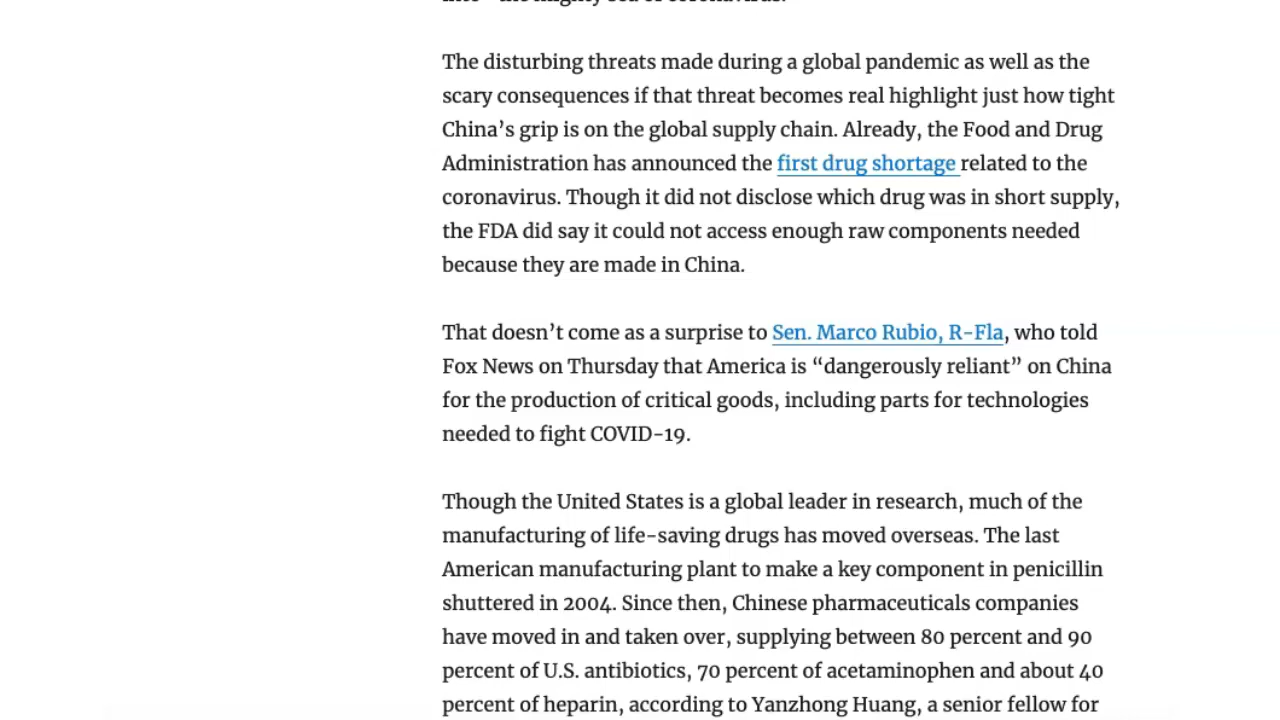 The disturbing threats made during a global pandemic as well as the
scary consequences if that threat becomes real highlight just how tight
China’s grip is on the global supply chain. Already, the Food and Drug
Administration has announced the first drug shortage related to the
coronavirus. Though it did not disclose which drug was in short supply,
the FDA did say it could not access enough raw components needed
because they are made in China.
That doesn’t come as a surprise to Sen. Marco Rubio, R-Fla, who told
Fox News on Thursday that America is “dangerously reliant” on China
for the production of critical goods, including parts for technologies
needed to fight COVID-19.
Though the United States is a global leader in research, much of the
manufacturing of life-saving drugs has moved overseas. The last
American manufacturing plant to make a key component in penicillin
shuttered in 2004. Since then, Chinese pharmaceuticals companies
have moved in and taken over, supplying between 80 percent and 90
percent of U.S. antibiotics, 70 percent of acetaminophen and about 40
percent of heparin, according to Yanzhong Huang, a senior fellow for